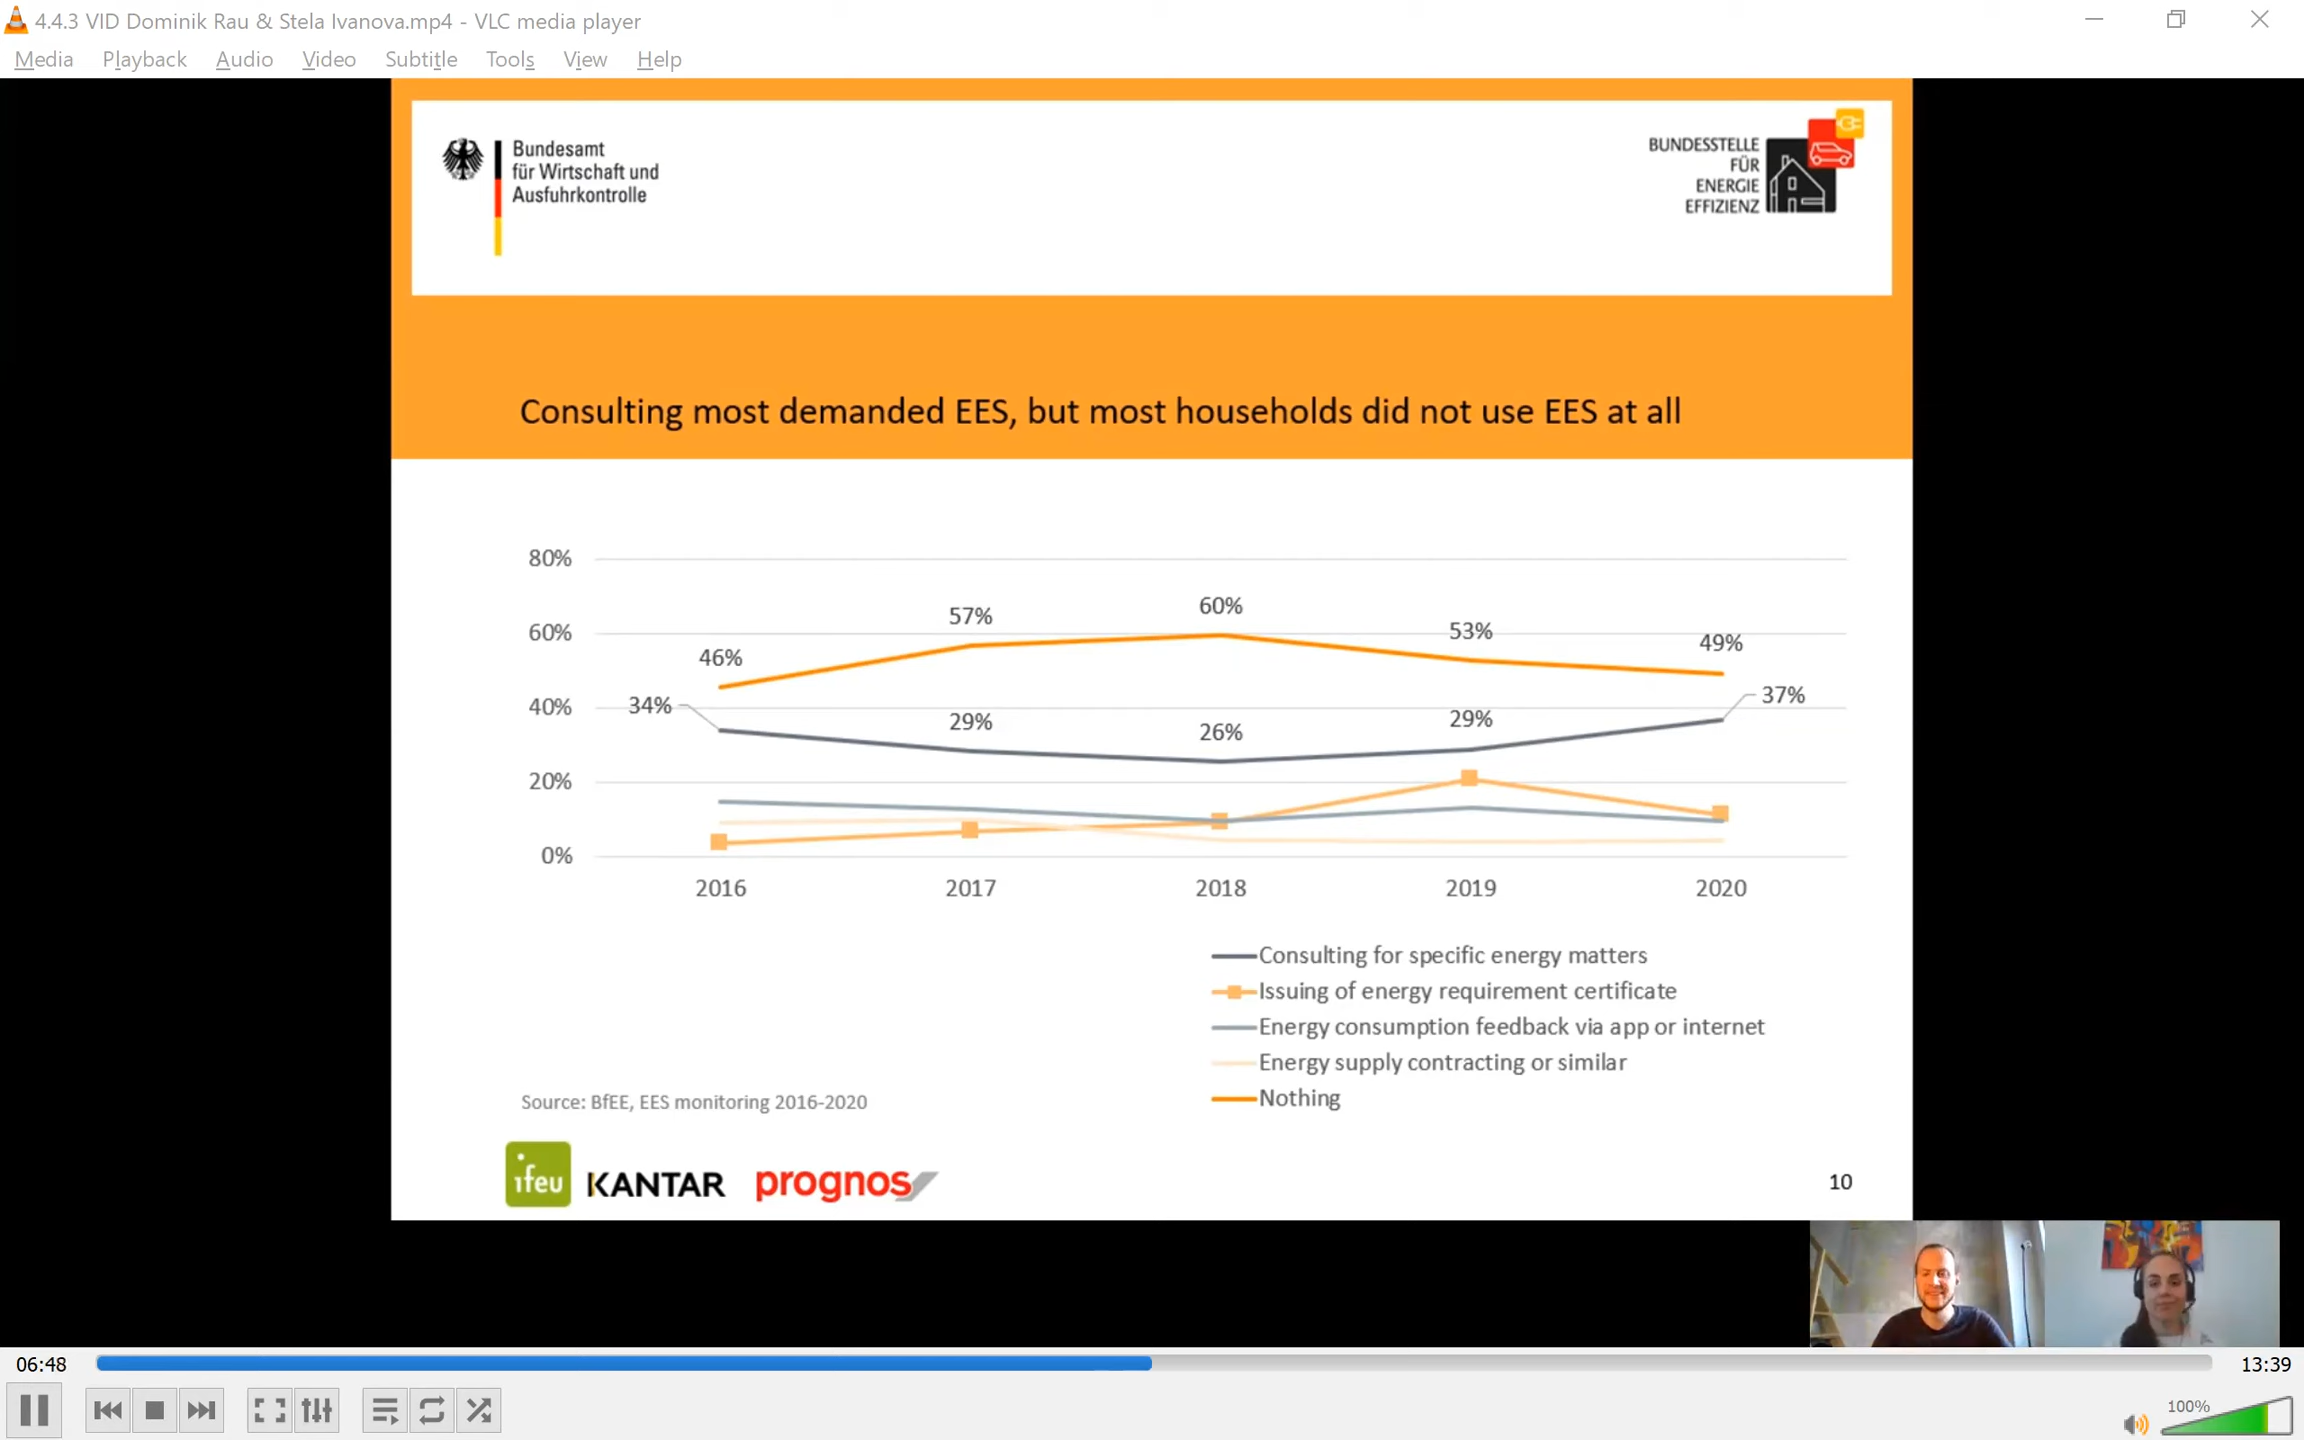 4.4.3 VID Dominik Rau & Stela Ivanova.mp4 - VLC media player
Media Playback Audio Video Subtitle Tools View Help
Bundesamt
für Wirtschaft und
Ausfuhrkontrolle
BUNDESSTELLE
FÜR
ENERGIE
EFFIZIENZ
Consulting most demanded EES, but most households did not use EES at all
80%
60%
40%
20%
0%
46%
57%
60%
53%
49%
34%
29%
26%
29%
37%
2016
2017
2018
2019
2020
Consulting for specific energy matters
Issuing of energy requirement certificate
Energy consumption feedback via app or internet
Energy supply contracting or similar
Nothing
Source: BfEE, EES monitoring 2016-2020
ifeu
KANTAR
prognos
10
06:48
13:39
100%